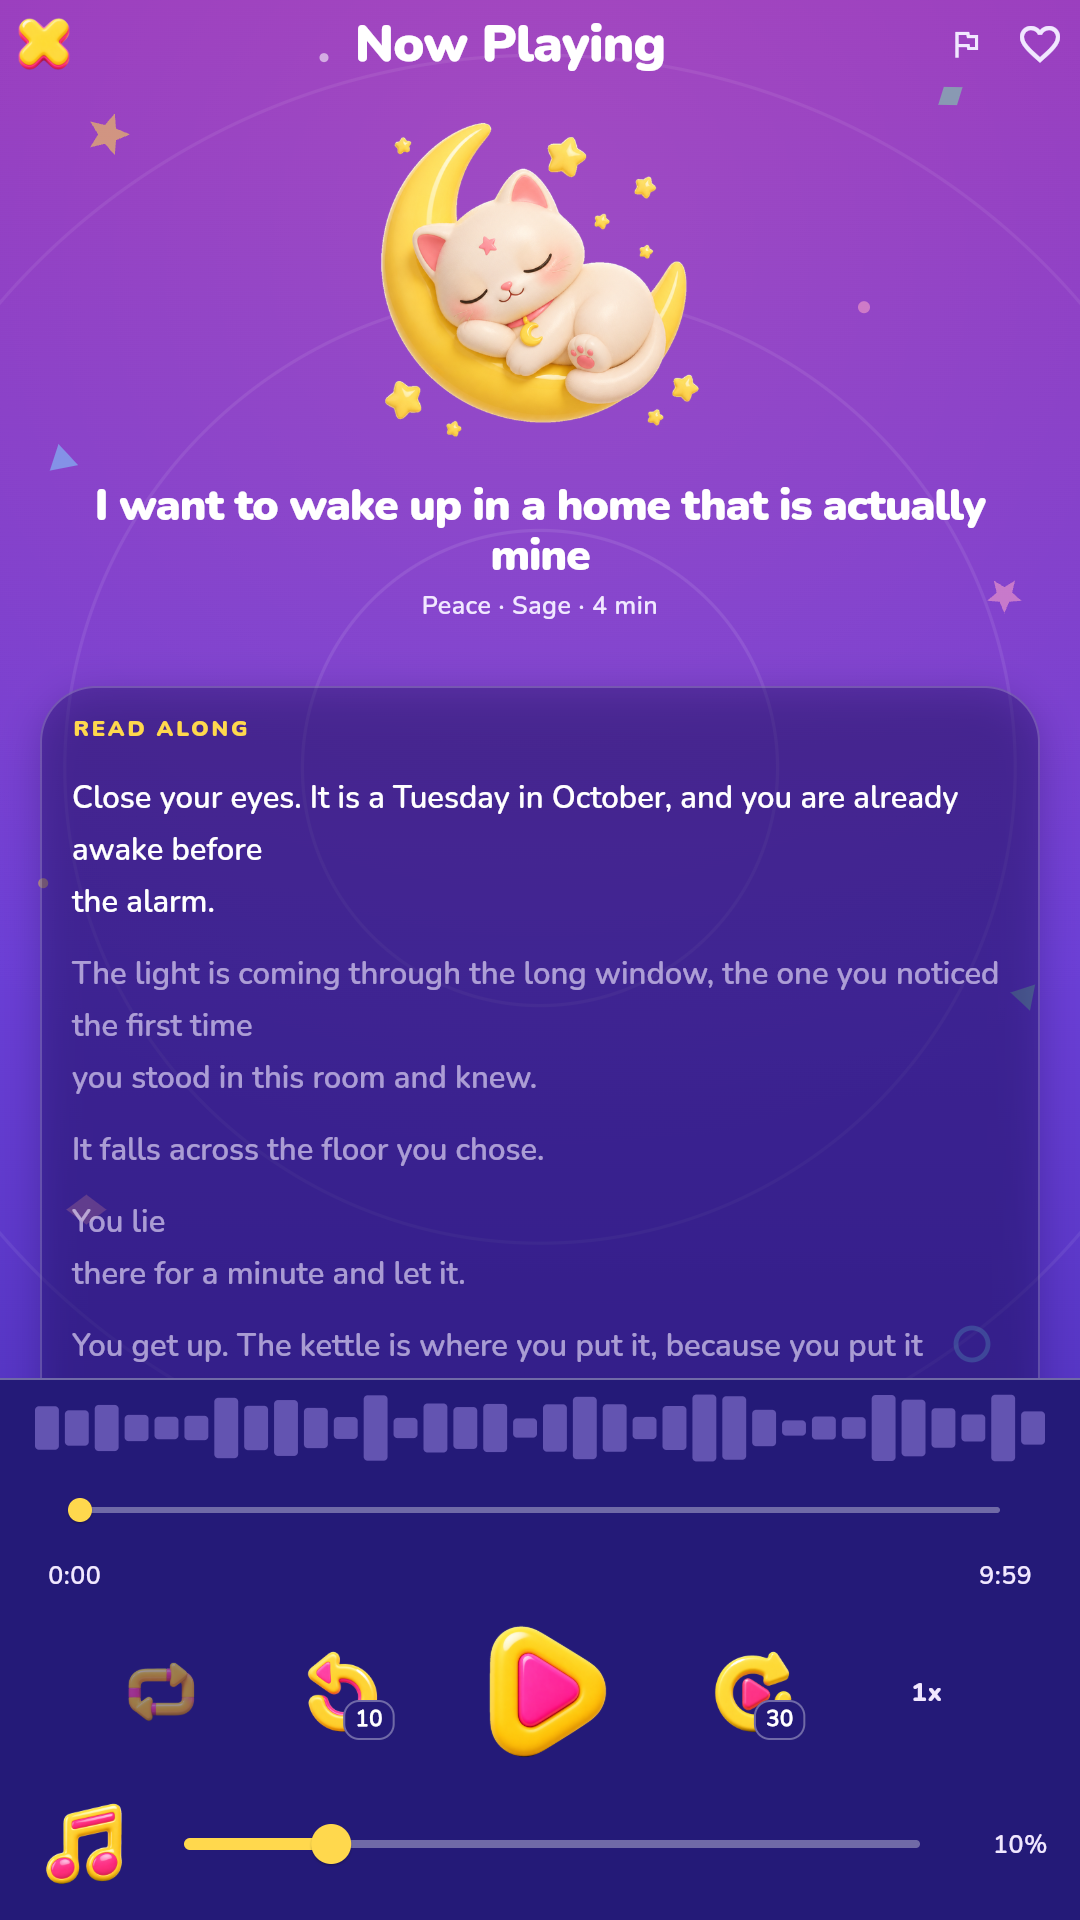 Now Playing
I want to wake up in a home that is actually
mine
Peace · Sage · 4 min
READ ALONG
Close your eyes. It is a Tuesday in October, and you are already
awake before
the alarm.
The light is coming through the long window, the one you noticed
the first time
you stood in this room and knew.
It falls across the floor you chose.
You lie
there for a minute and let it.
You get up. The kettle is where you put it, because you put it
0:00
9:59
10
30
1x
10%